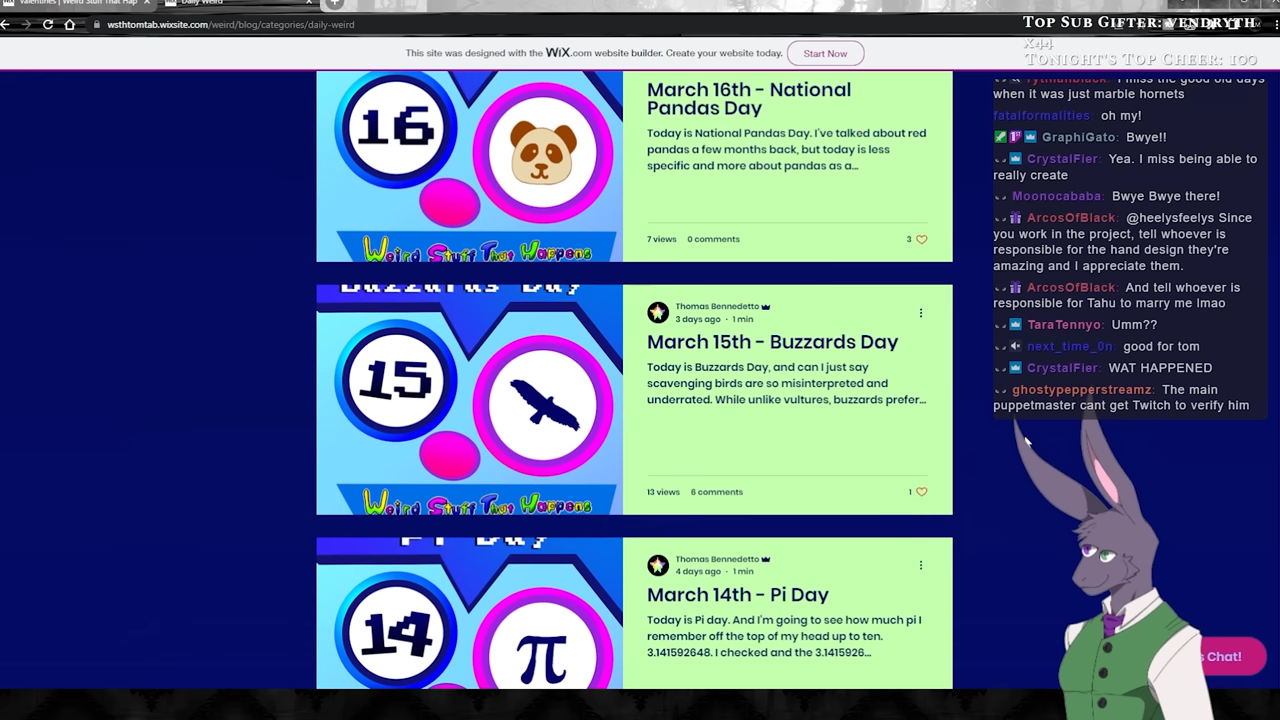 Valentines | Weird Stuff That Hap
Daily Weird
wsthtomtab.wixsite.com/weird/blog/categories/daily-weird
This site was designed with the WiX.com website builder. Create your website today.
Start Now
TOP SUB GIFTER: VENDRYTH
X44
TONIGHT'S TOP CHEER: 100
16
March 16th - National
Pandas Day
Today is National Pandas Day. I've talked about red
pandas a few months back, but today is less
specific and more about pandas as a...
7 views 0 comments
3
Weird Stuff That Happens
Buzzards Day
15
Thomas Bennedetto
3 days ago · 1 min
March 15th - Buzzards Day
Today is Buzzards Day, and can I just say
scavenging birds are so misinterpreted and
underrated. While unlike vultures, buzzards prefer...
13 views 6 comments
1
Weird Stuff That Happens
Pi Day
14
π
Thomas Bennedetto
4 days ago · 1 min
March 14th - Pi Day
Today is Pi day. And I'm going to see how much pi I
remember off the top of my head up to ten.
3.141592648. I checked and the 3.1415926...
I miss the good old days
when it was just marble hornets
fatalformalities: oh my!
GraphiGato: Bwye!!
CrystalFier: Yea. I miss being able to
really create
Moonocababa: Bwye Bwye there!
ArcosOfBlack: @heelysfeelys Since
you work in the project, tell whoever is
responsible for the hand design they're
amazing and I appreciate them.
ArcosOfBlack: And tell whoever is
responsible for Tahu to marry me lmao
TaraTennyo: Umm??
next_time_0n: good for tom
CrystalFier: WAT HAPPENED
ghostypepperstreamz: The main
puppetmaster cant get Twitch to verify him
s Chat!